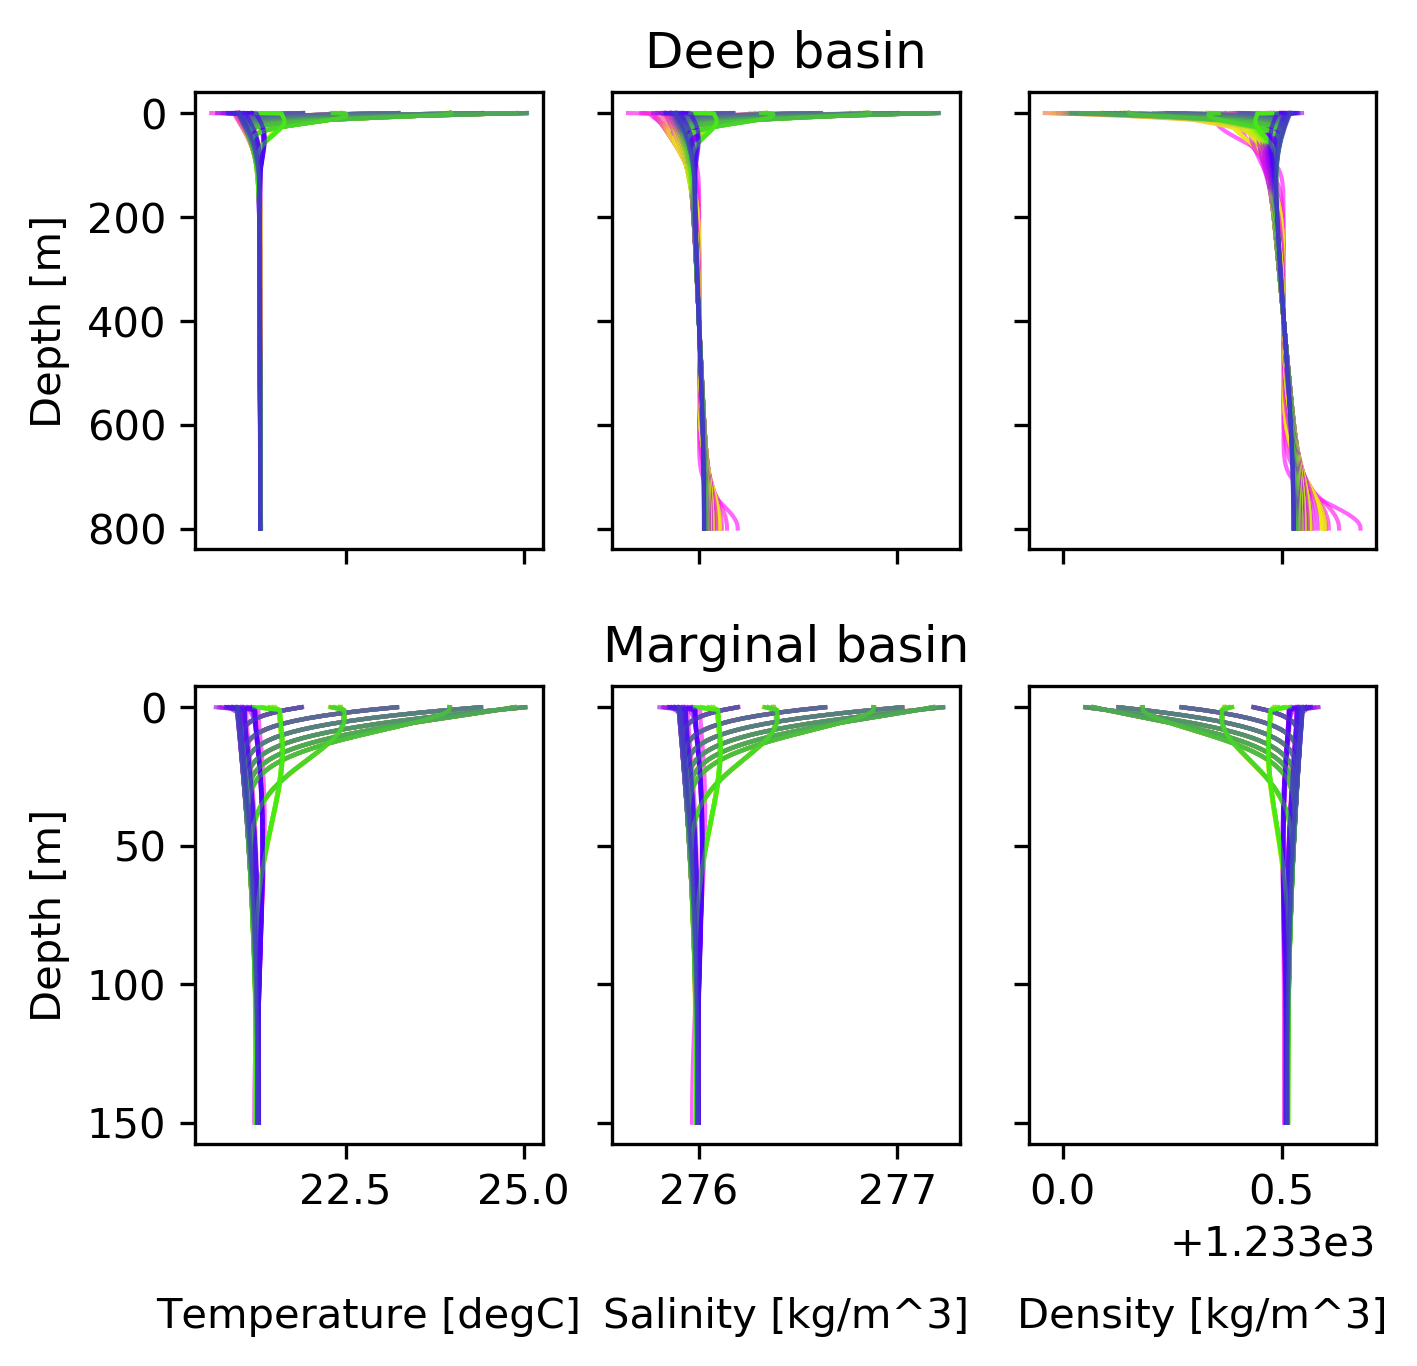 Deep basin
0
200
400
600
800
Depth [m]
Marginal basin
0
50
100
150
Depth [m]
22.5 25.0 276 277 0.0 0.5
+1.233e3
Temperature [degC] Salinity [kg/m^3] Density [kg/m^3]